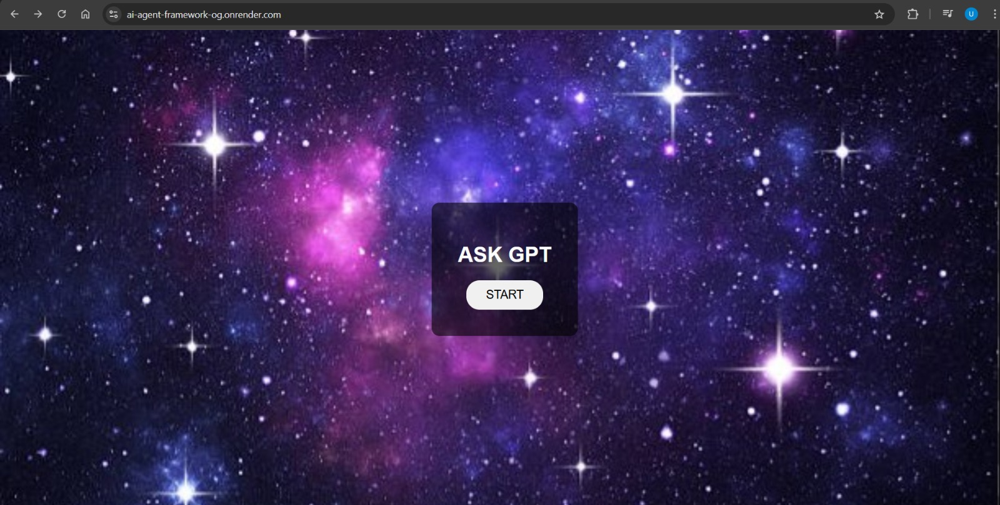 ai-agent-framework-og.onrender.com
U
ASK GPT
START